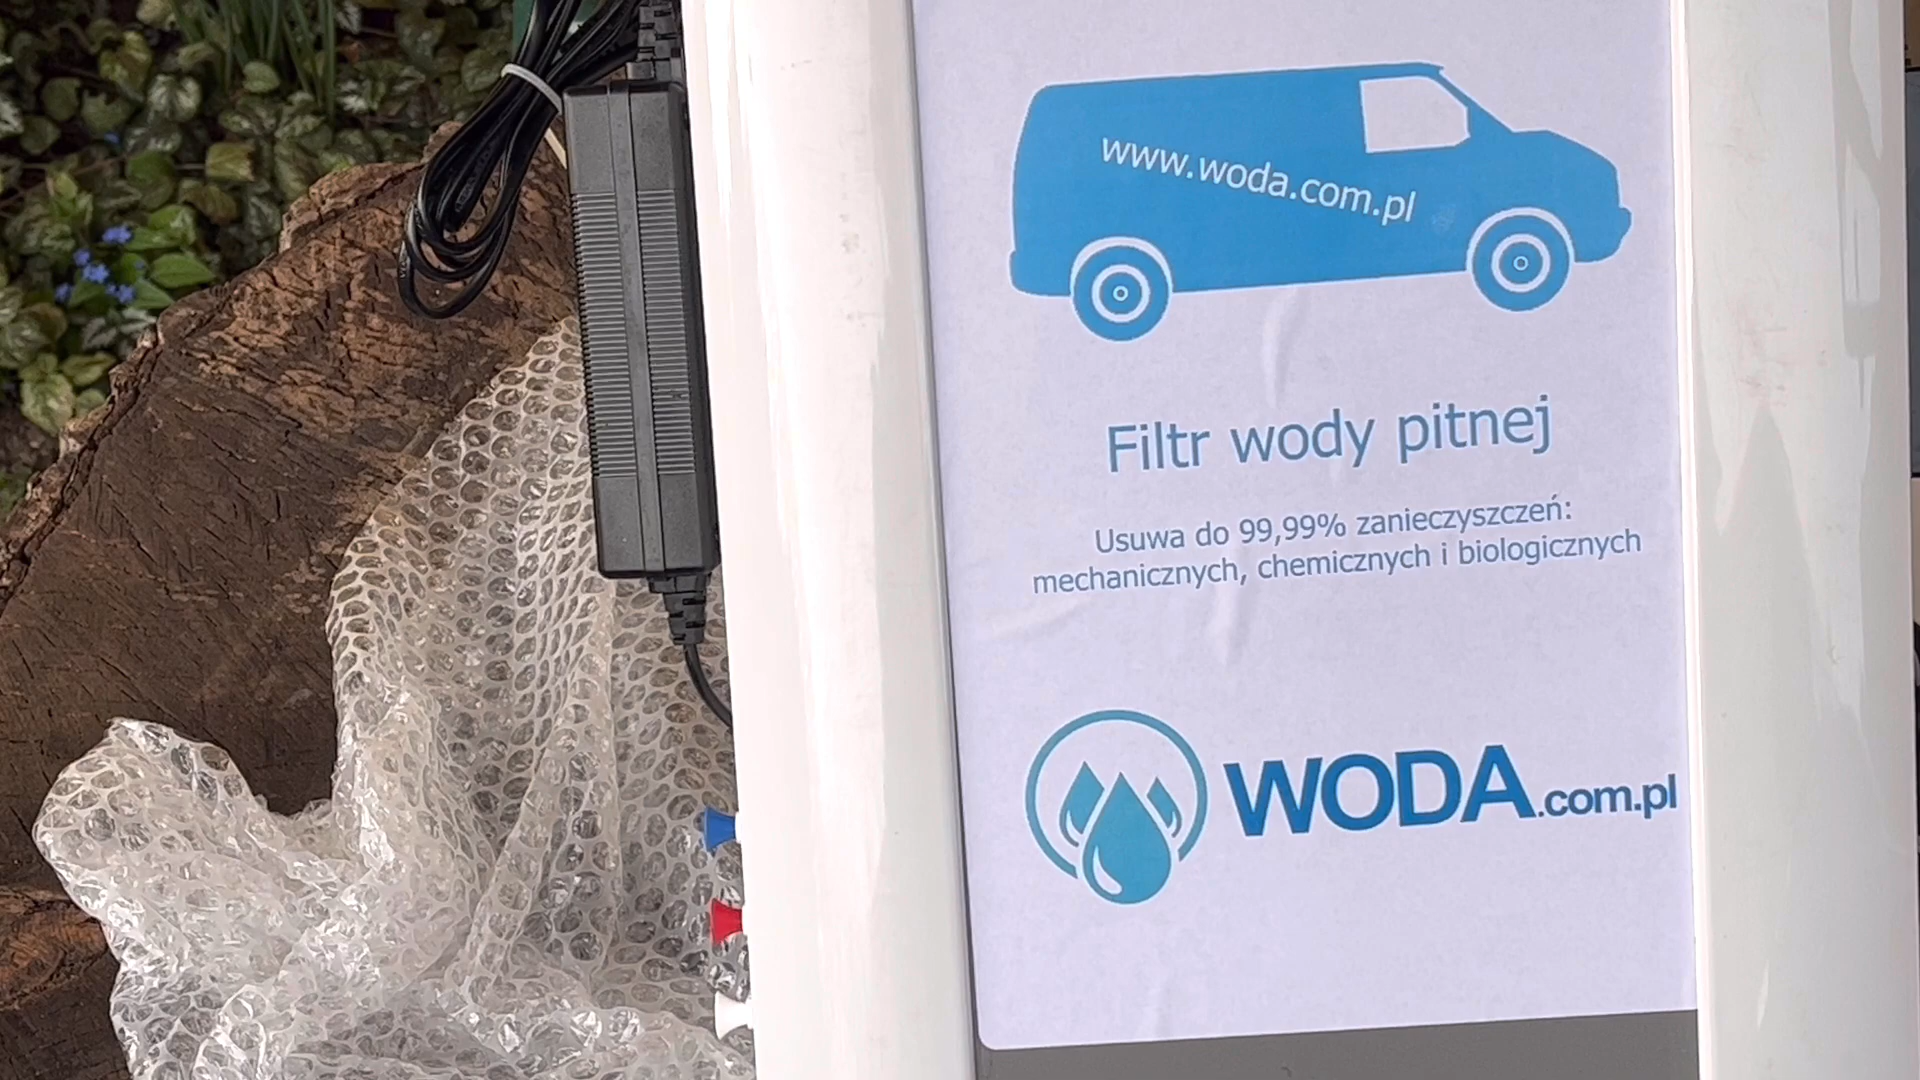 www.woda.com.pl
Filtr wody pitnej
Usuwa do 99,99% zanieczyszczeń:
mechanicznych, chemicznych i biologicznych
WODA.com.pl